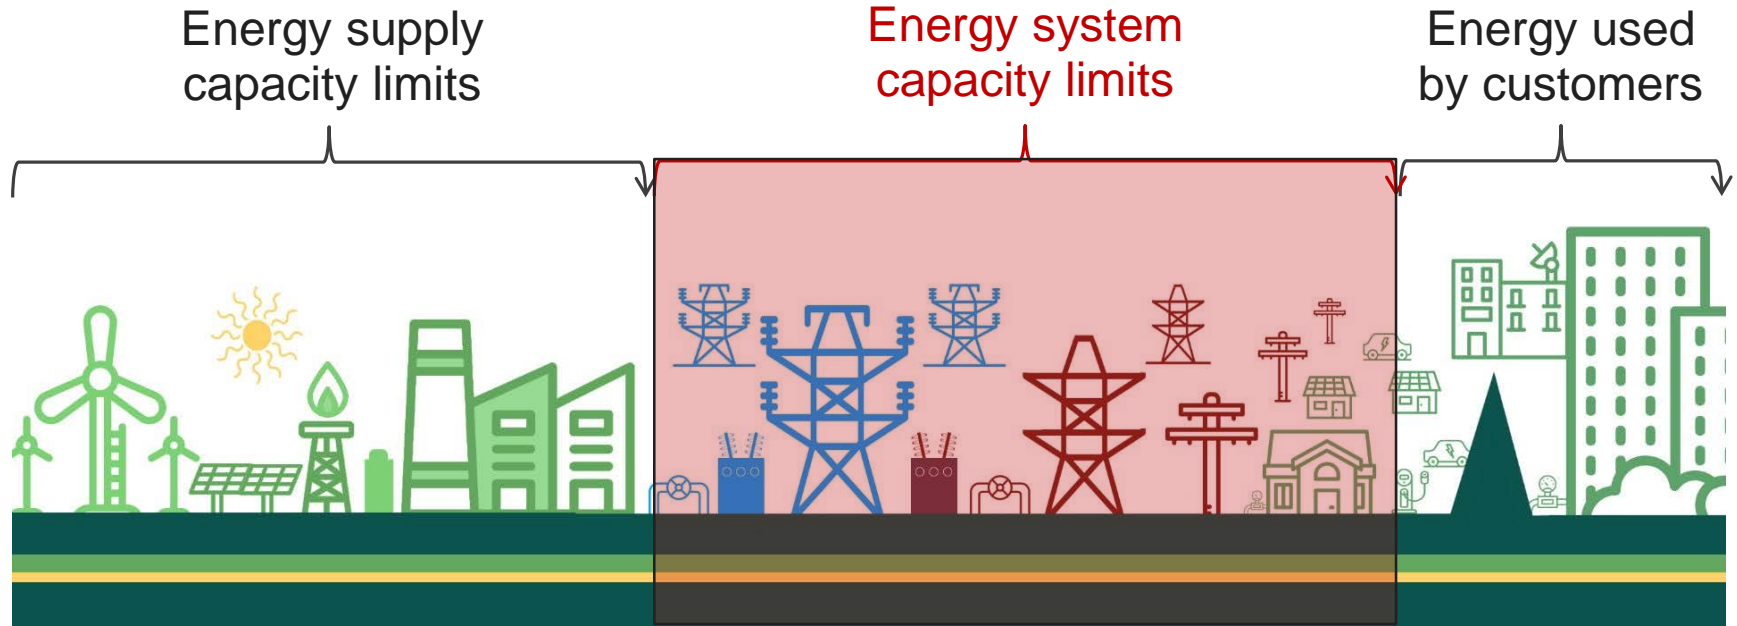 Energy supply
capacity limits
Energy system
capacity limits
Energy used
by customers